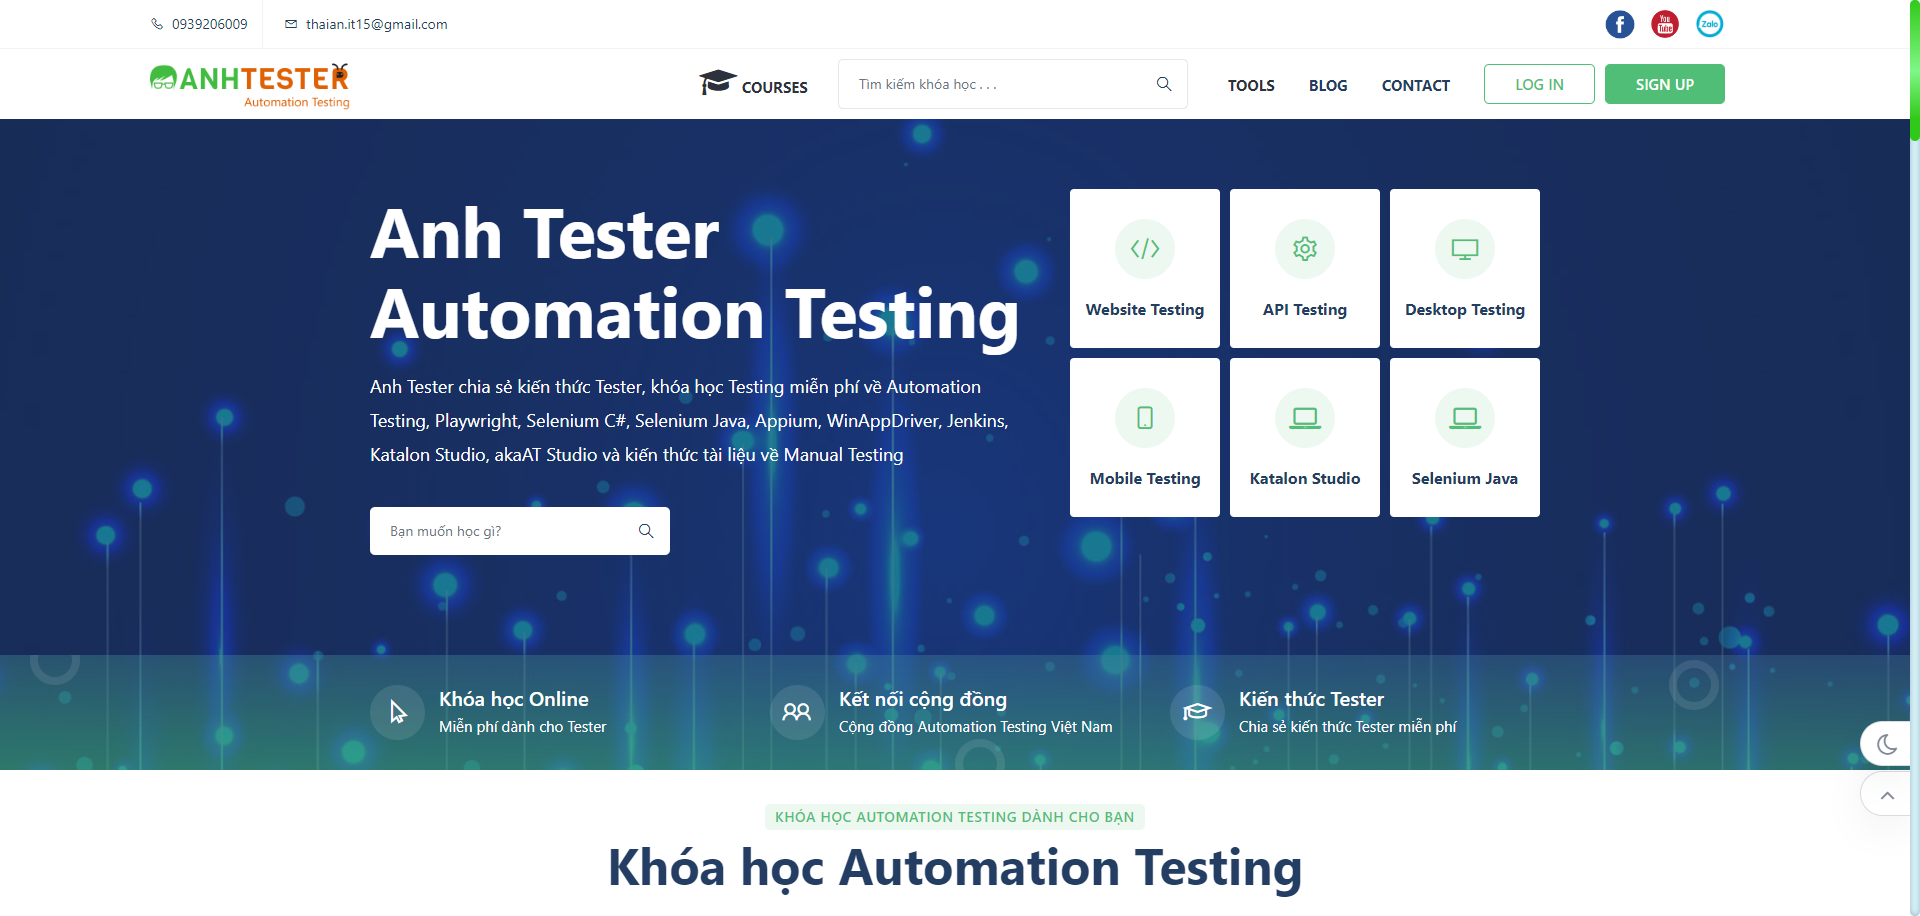 0939206009
thaian.it15@gmail.com
You Tube
Zalo
ANHTESTER
Automation Testing
COURSES
Tìm kiếm khóa học . . .
TOOLS
BLOG
CONTACT
LOG IN
SIGN UP
Anh Tester
Automation Testing
Anh Tester chia sẻ kiến thức Tester, khóa học Testing miễn phí về Automation
Testing, Playwright, Selenium C#, Selenium Java, Appium, WinAppDriver, Jenkins,
Katalon Studio, akaAT Studio và kiến thức tài liệu về Manual Testing
Bạn muốn học gì?
Website Testing
API Testing
Desktop Testing
Mobile Testing
Katalon Studio
Selenium Java
Khóa học Online
Miễn phí dành cho Tester
Kết nối cộng đồng
Cộng đồng Automation Testing Việt Nam
Kiến thức Tester
Chia sẻ kiến thức Tester miễn phí
KHÓA HỌC AUTOMATION TESTING DÀNH CHO BẠN
Khóa học Automation Testing